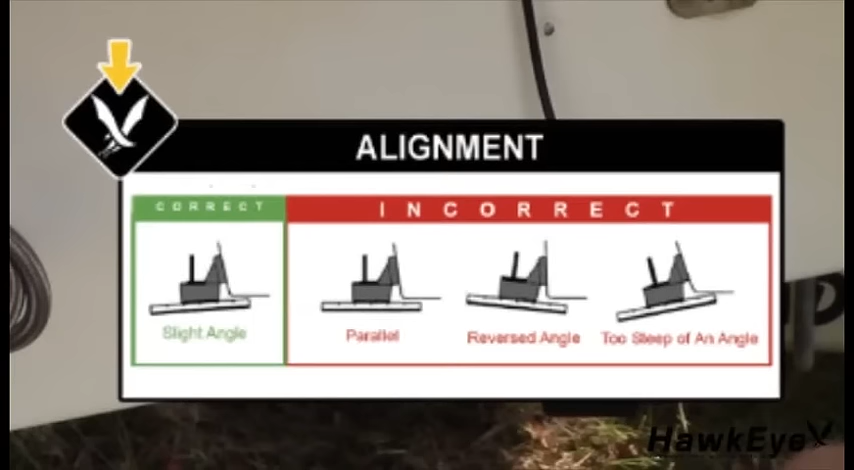 ALIGNMENT
CORRECT
INCORRECT
Slight Angle
Parallel
Reversed Angle
Too Steep of An Angle
HawkEye